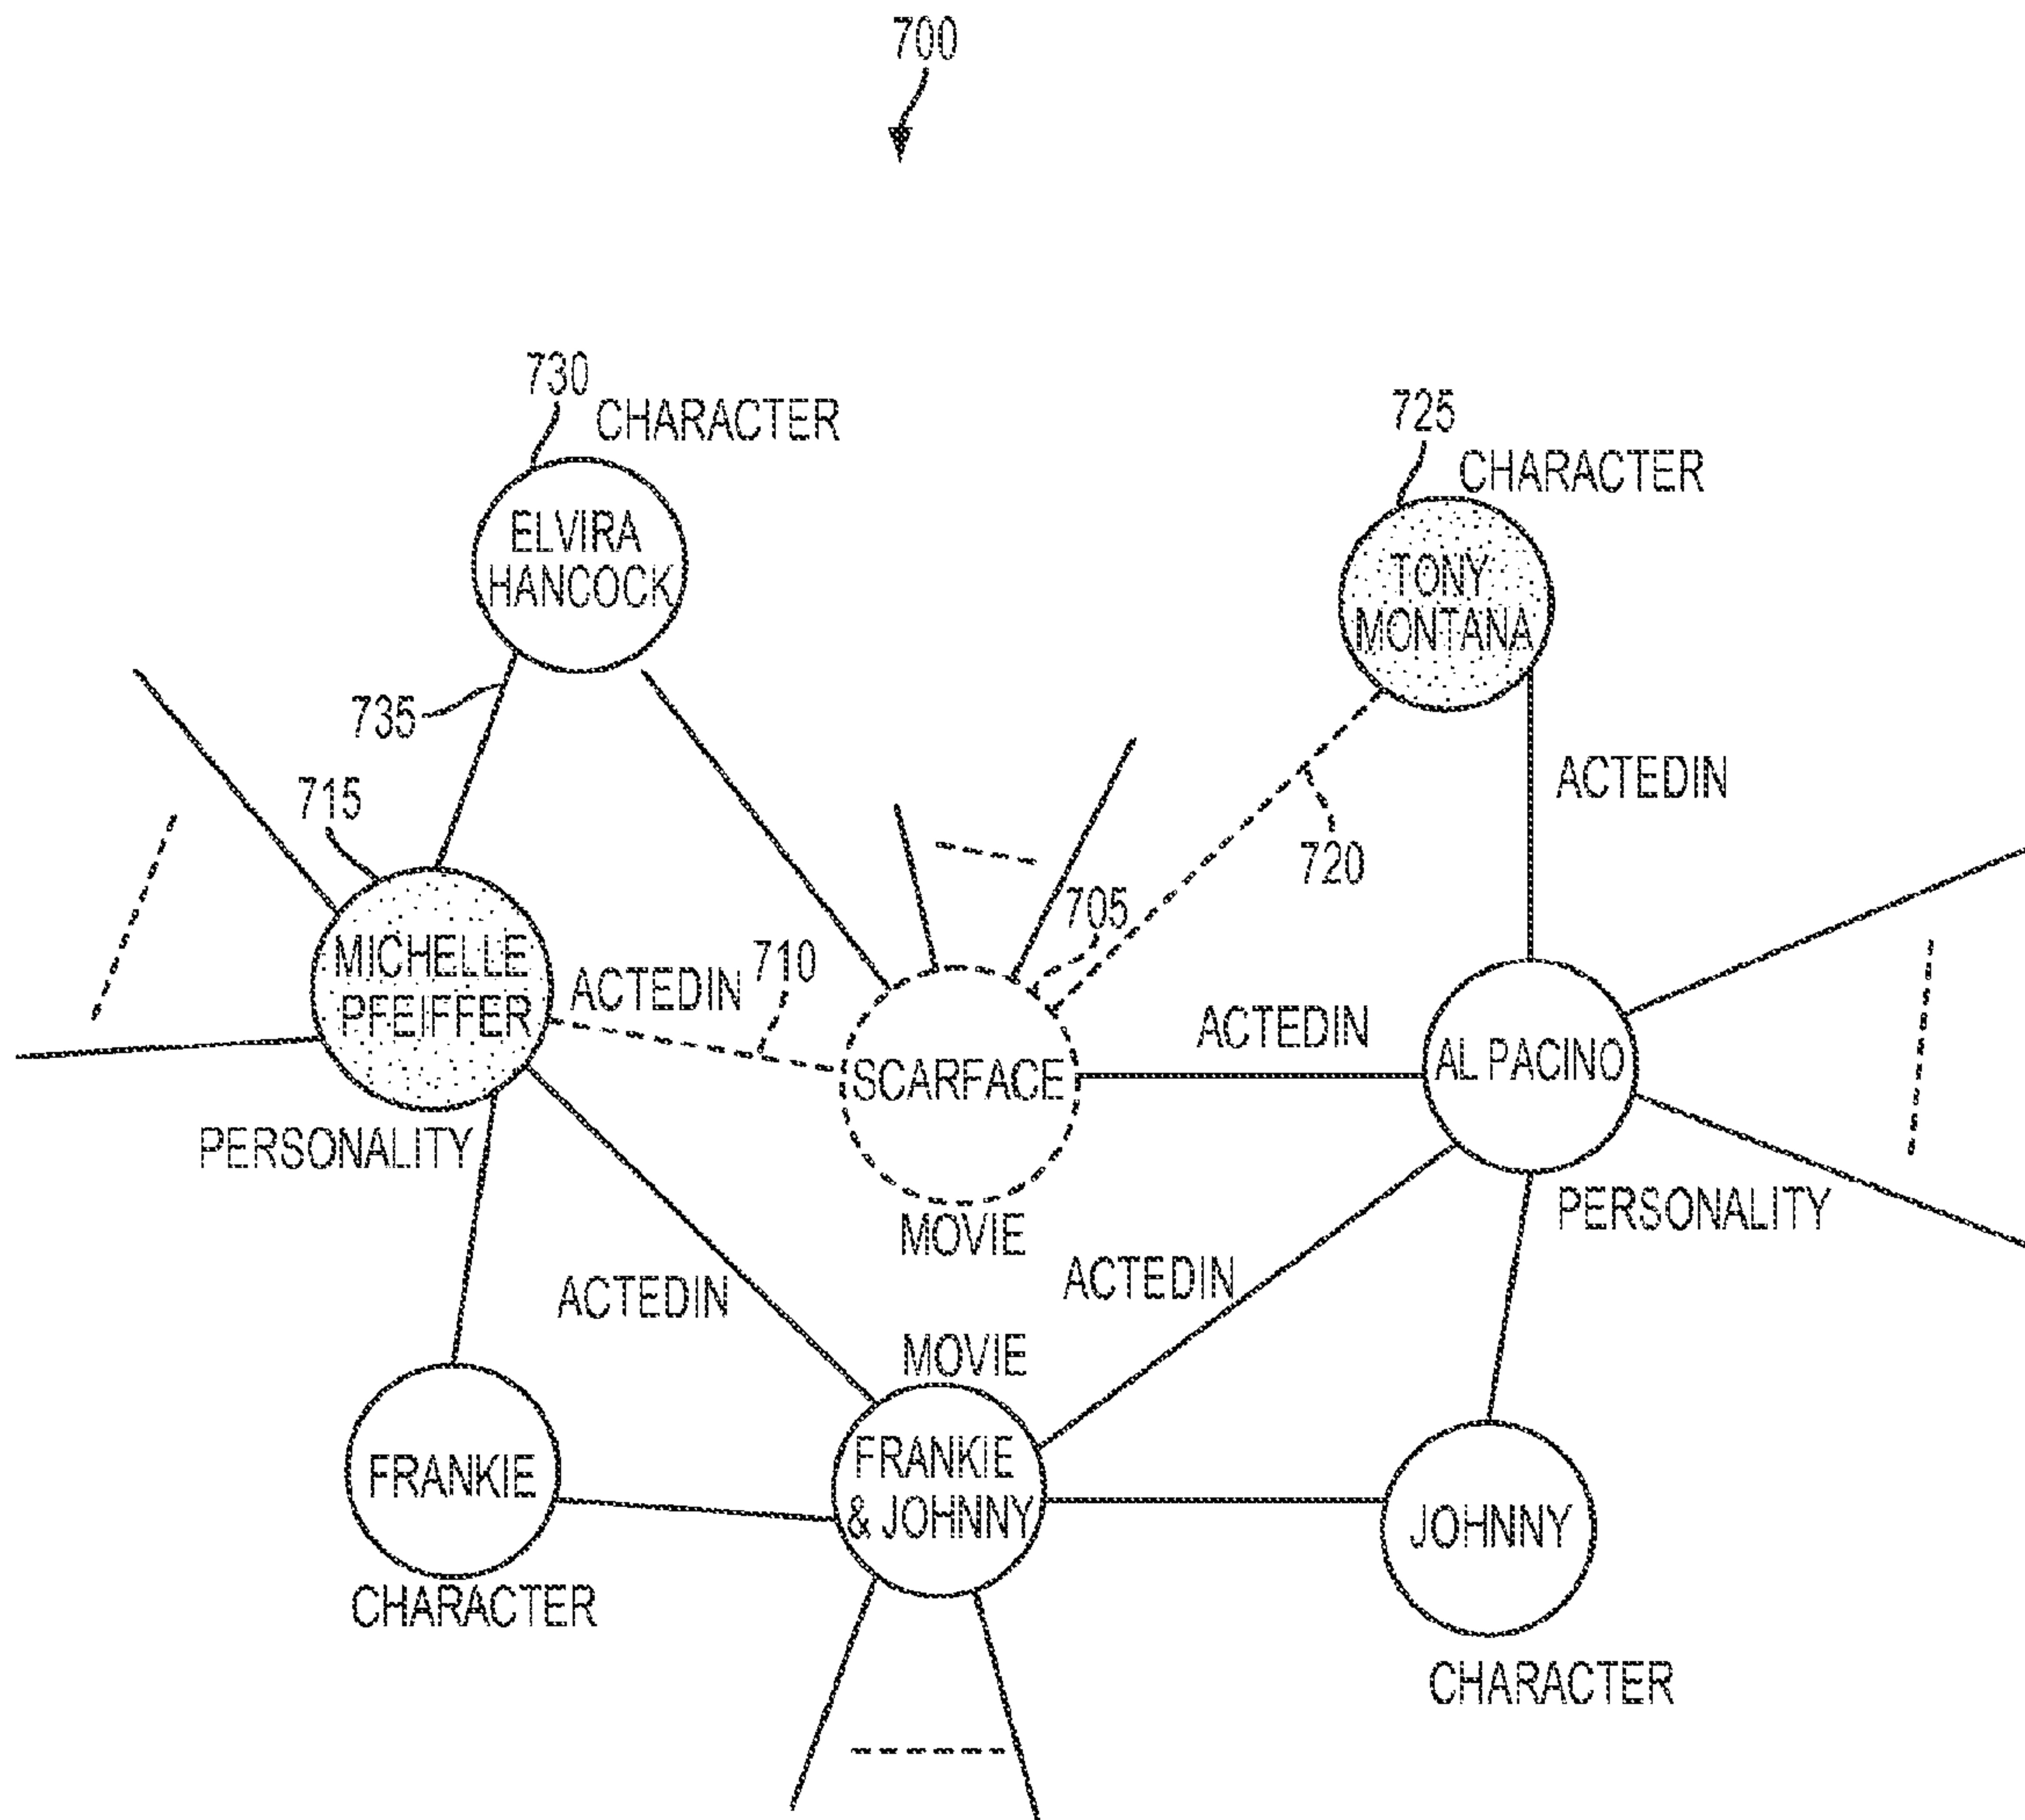 700
730
CHARACTER
725
CHARACTER
ELVIRA
HANCOCK
TONY
MONTANA
735
715
ACTEDIN
720
705
710
MICHELLE
PFEIFFER
ACTEDIN
ACTEDIN
SCARFACE
AL PACINO
PERSONALITY
MOVIE
PERSONALITY
ACTEDIN
ACTEDIN
MOVIE
FRANKIE
FRANKIE
& JOHNNY
JOHNNY
CHARACTER
CHARACTER